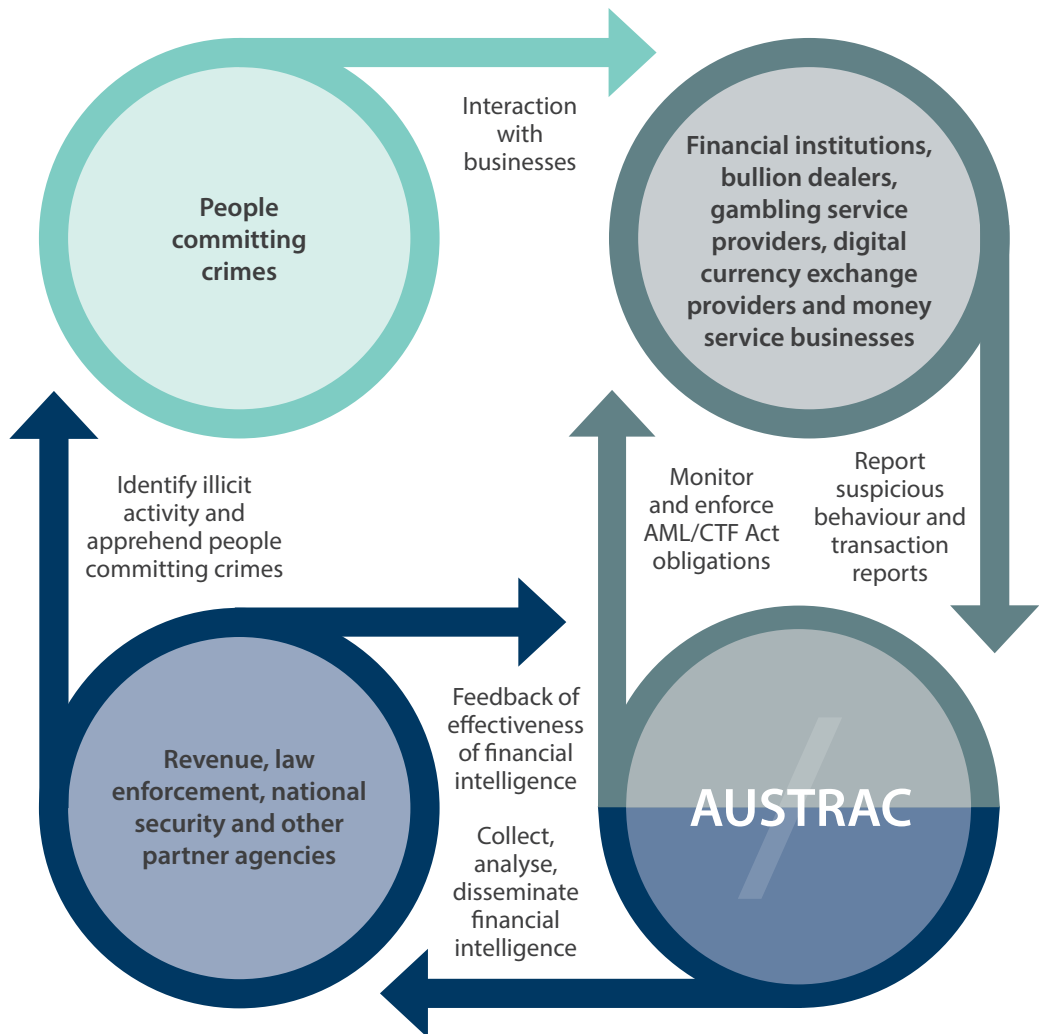 People
committing
crimes
Interaction
with
businesses
Financial institutions,
bullion dealers,
gambling service
providers, digital
currency exchange
providers and money
service businesses
Identify illicit
activity and
apprehend people
committing crimes
Monitor
and enforce
AML/CTF Act
obligations
Report
suspicious
behaviour and
transaction
reports
Revenue, law
enforcement, national
security and other
partner agencies
Feedback of
effectiveness
of financial
intelligence
Collect,
analyse,
disseminate
financial
intelligence
AUSTRAC